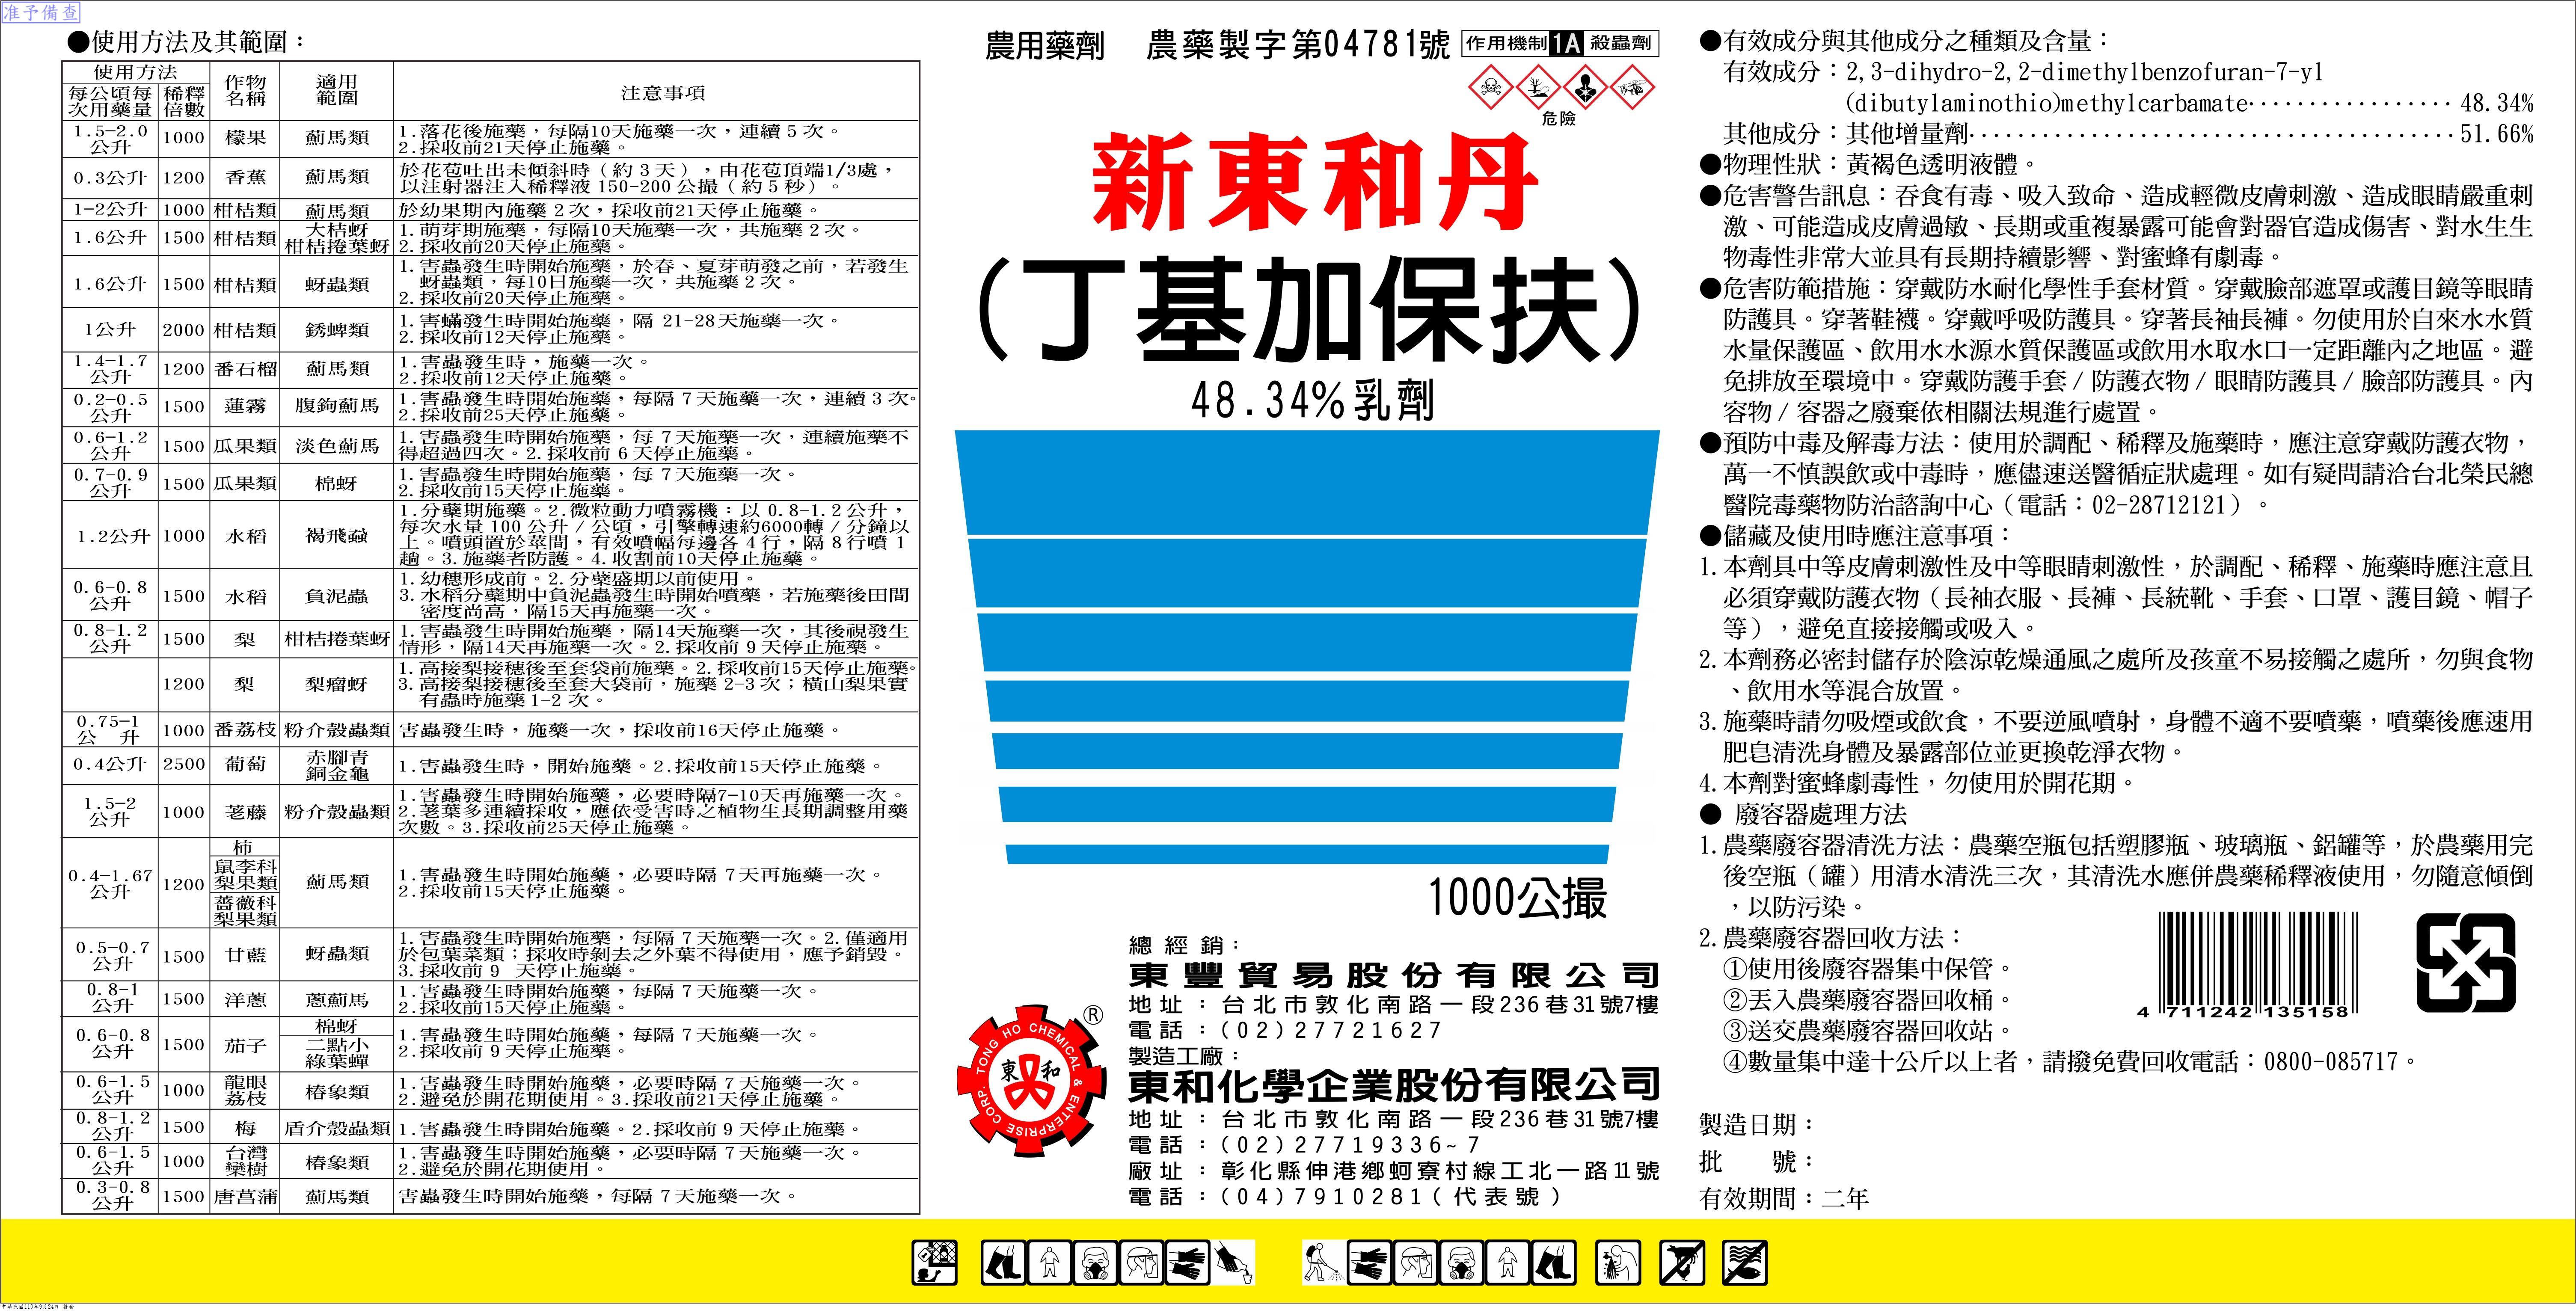 准予備查
●使用方法及其範圍：
使用方法 作物名稱 適用範圍 注意事項
每公頃每次用藥量 稀釋倍數
1.5-2.0公升 1000 檬果 薊馬類 1.落花後施藥，每隔10天施藥一次，連續5次。
2.採收前21天停止施藥。
0.3公升 1200 香蕉 薊馬類 於花苞吐出未傾斜時（約3天），由花苞頂端1/3處，
以注射器注入稀釋液150-200公撮（約5秒）。
1-2公升 1000 柑桔類 薊馬類 於幼果期內施藥2次，採收前21天停止施藥。
1.6公升 1500 柑桔類 大桔蚜 柑桔捲葉蚜 1.萌芽期施藥，每隔10天施藥一次，共施藥2次。
2.採收前20天停止施藥。
1.6公升 1500 柑桔類 蚜蟲類 1.害蟲發生時開始施藥，於春、夏芽萌發之前，若發生
蚜蟲類，每10日施藥一次，共施藥2次。
2.採收前20天停止施藥。
1公升 2000 柑桔類 銹蜱類 1.害蟎發生時開始施藥，隔 21-28天施藥一次。
2.採收前12天停止施藥。
1.4-1.7公升 1200 番石榴 薊馬類 1.害蟲發生時，施藥一次。
2.採收前12天停止施藥。
0.2-0.5公升 1500 蓮霧 腹鉤薊馬 1.害蟲發生時開始施藥，每隔7天施藥一次，連續3次。
2.採收前25天停止施藥。
0.6-1.2公升 1500 瓜果類 淡色薊馬 1.害蟲發生時開始施藥，每7天施藥一次，連續施藥不
得超過四次。2.採收前6天停止施藥。
0.7-0.9公升 1500 瓜果類 棉蚜 1.害蟲發生時開始施藥，每7天施藥一次。
2.採收前15天停止施藥。
1.2公升 1000 水稻 褐飛蝨 1.分蘗期施藥。2.微粒動力噴霧機：以0.8-1.2公升，
每次水量100公升/公頃，引擎轉速約6000轉/分鐘以
上。噴頭置於莖間，有效噴幅每邊各4行，隔8行噴1
趟。3.施藥者防護。4.收割前10天停止施藥。
0.6-0.8公升 1500 水稻 負泥蟲 1.幼穗形成前。2.分蘗盛期以前使用。
3.水稻分蘗期中負泥蟲發生時開始噴藥，若施藥後田間
密度尚高，隔15天再施藥一次。
0.8-1.2公升 1500 梨 柑桔捲葉蚜 1.害蟲發生時開始施藥，隔14天施藥一次，其後視發生
情形，隔14天再施藥一次。2.採收前9天停止施藥。
1200 梨 梨瘤蚜 1.高接梨接穗後至套袋前施藥。2.採收前15天停止施藥。
3.高接梨接穗後至套大袋前，施藥2-3次；橫山梨果實
有蟲時施藥1-2次。
0.75-1公 升 1000 番荔枝 粉介殼蟲類 害蟲發生時，施藥一次，採收前16天停止施藥。
0.4公升 2500 葡萄 赤腳青銅金龜 1.害蟲發生時，開始施藥。2.採收前15天停止施藥。
1.5-2公升 1000 荖藤 粉介殼蟲類 1.害蟲發生時開始施藥，必要時隔7-10天再施藥一次。
2.荖葉多連續採收，應依受害時之植物生長期調整用藥
次數。3.採收前25天停止施藥。
0.4-1.67公升 1200 柿 鼠李科梨果類 薔薇科梨果類 薊馬類 1.害蟲發生時開始施藥，必要時隔7天再施藥一次。
2.採收前15天停止施藥。
0.5-0.7公升 1500 甘藍 蚜蟲類 1.害蟲發生時開始施藥，每隔7天施藥一次。2.僅適用
於包葉菜類；採收時剝去之外葉不得使用，應予銷毀。
3.採收前9 天停止施藥。
0.8-1公升 1500 洋蔥 蔥薊馬 1.害蟲發生時開始施藥，每隔7天施藥一次。
2.採收前15天停止施藥。
0.6-0.8公升 1500 茄子 棉蚜 二點小綠葉蟬 1.害蟲發生時開始施藥，每隔7天施藥一次。
2.採收前9天停止施藥。
0.6-1.5公升 1000 龍眼 荔枝 椿象類 1.害蟲發生時開始施藥，必要時隔7天施藥一次。
2.避免於開花期使用。3.採收前21天停止施藥。
0.8-1.2公升 1500 梅 盾介殼蟲類 1.害蟲發生時開始施藥。2.採收前9天停止施藥。
0.6-1.5公升 1000 台灣欒樹 椿象類 1.害蟲發生時開始施藥，必要時隔7天施藥一次。
2.避免於開花期使用。
0.3-0.8公升 1500 唐菖蒲 薊馬類 害蟲發生時開始施藥，每隔7天施藥一次。
農用藥劑 農藥製字第04781號 作用機制 1A 殺蟲劑
危險
新東和丹
（丁基加保扶）
48.34%乳劑
1000公撮
總經銷：
東豐貿易股份有限公司
地址：台北市敦化南路一段236巷31號7樓
電話：(02)27721627
製造工廠：
東和化學企業股份有限公司
地址：台北市敦化南路一段236巷31號7樓
電話：(02)27719336~7
廠址：彰化縣伸港鄉蚵寮村線工北一路11號
電話：(04)7910281(代表號)
®
TONG HO CHEMICAL & ENTERPRISE CORP.
東 和
●有效成分與其他成分之種類及含量：
有效成分：2,3-dihydro-2,2-dimethylbenzofuran-7-yl
(dibutylaminothio)methylcarbamate················· 48.34%
其他成分：其他增量劑········································51.66%
●物理性狀：黃褐色透明液體。
●危害警告訊息：吞食有毒、吸入致命、造成輕微皮膚刺激、造成眼睛嚴重刺
激、可能造成皮膚過敏、長期或重複暴露可能會對器官造成傷害、對水生生
物毒性非常大並具有長期持續影響、對蜜蜂有劇毒。
●危害防範措施：穿戴防水耐化學性手套材質。穿戴臉部遮罩或護目鏡等眼睛
防護具。穿著鞋襪。穿戴呼吸防護具。穿著長袖長褲。勿使用於自來水水質
水量保護區、飲用水水源水質保護區或飲用水取水口一定距離內之地區。避
免排放至環境中。穿戴防護手套/防護衣物/眼睛防護具/臉部防護具。內
容物/容器之廢棄依相關法規進行處置。
●預防中毒及解毒方法：使用於調配、稀釋及施藥時，應注意穿戴防護衣物，
萬一不慎誤飲或中毒時，應儘速送醫循症狀處理。如有疑問請洽台北榮民總
醫院毒藥物防治諮詢中心（電話：02-28712121）。
●儲藏及使用時應注意事項：
1.本劑具中等皮膚刺激性及中等眼睛刺激性，於調配、稀釋、施藥時應注意且
必須穿戴防護衣物（長袖衣服、長褲、長統靴、手套、口罩、護目鏡、帽子
等），避免直接接觸或吸入。
2.本劑務必密封儲存於陰涼乾燥通風之處所及孩童不易接觸之處所，勿與食物
、飲用水等混合放置。
3.施藥時請勿吸煙或飲食，不要逆風噴射，身體不適不要噴藥，噴藥後應速用
肥皂清洗身體及暴露部位並更換乾淨衣物。
4.本劑對蜜蜂劇毒性，勿使用於開花期。
● 廢容器處理方法
1.農藥廢容器清洗方法：農藥空瓶包括塑膠瓶、玻璃瓶、鋁罐等，於農藥用完
後空瓶（罐）用清水清洗三次，其清洗水應併農藥稀釋液使用，勿隨意傾倒
，以防污染。
2.農藥廢容器回收方法：
①使用後廢容器集中保管。
②丟入農藥廢容器回收桶。
③送交農藥廢容器回收站。
④數量集中達十公斤以上者，請撥免費回收電話：0800-085717。
4 711242 135158
製造日期：
批　　號：
有效期間：二年
中華民國110年9月24日